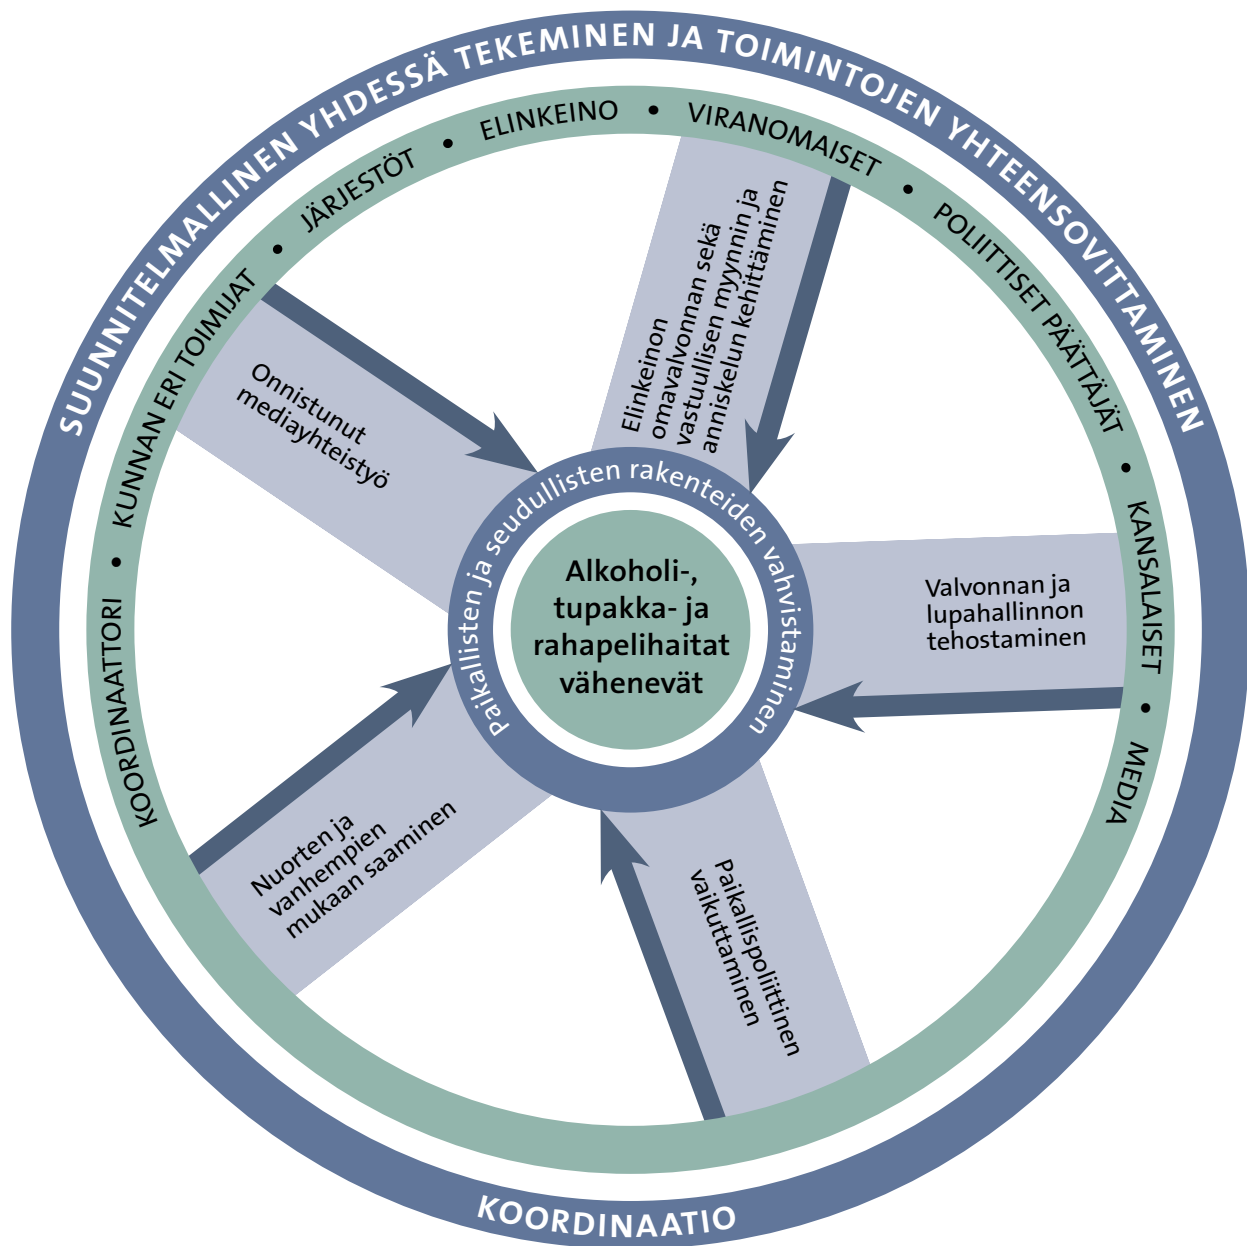 SUUNNITELMALLINEN YHDESSÄ TEKEMINEN JA TOIMINTOJEN YHTEENSOVITTAMINEN
KOORDINAATTORI • KUNNAN ERI TOIMIJAT • JÄRJESTÖT • ELINKEINO • VIRANOMAISET • POLIITTISET PÄÄTTÄJÄT • KANSALAISET • MEDIA
Onnistunut
mediayhteistyö
Elinkeinon
omavalvonnan sekä
vastuullisen myynnin ja
anniskelun kehittäminen
Valvonnan ja
lupahallinnon
tehostaminen
Paikallisten ja seudullisten rakenteiden vahvistaminen
Alkoholi-,
tupakka- ja
rahapelihaitat
vähenevät
Nuorten ja
vanhempien
mukaan saaminen
Paikallispoliittinen
vaikuttaminen
KOORDINAATIO